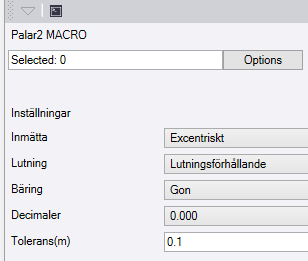 Palar2 MACRO
Selected: 0 Options
Inställningar
Inmätta Excentriskt
Lutning Lutningsförhållande
Bäring Gon
Decimaler 0.000
Tolerans(m) 0.1